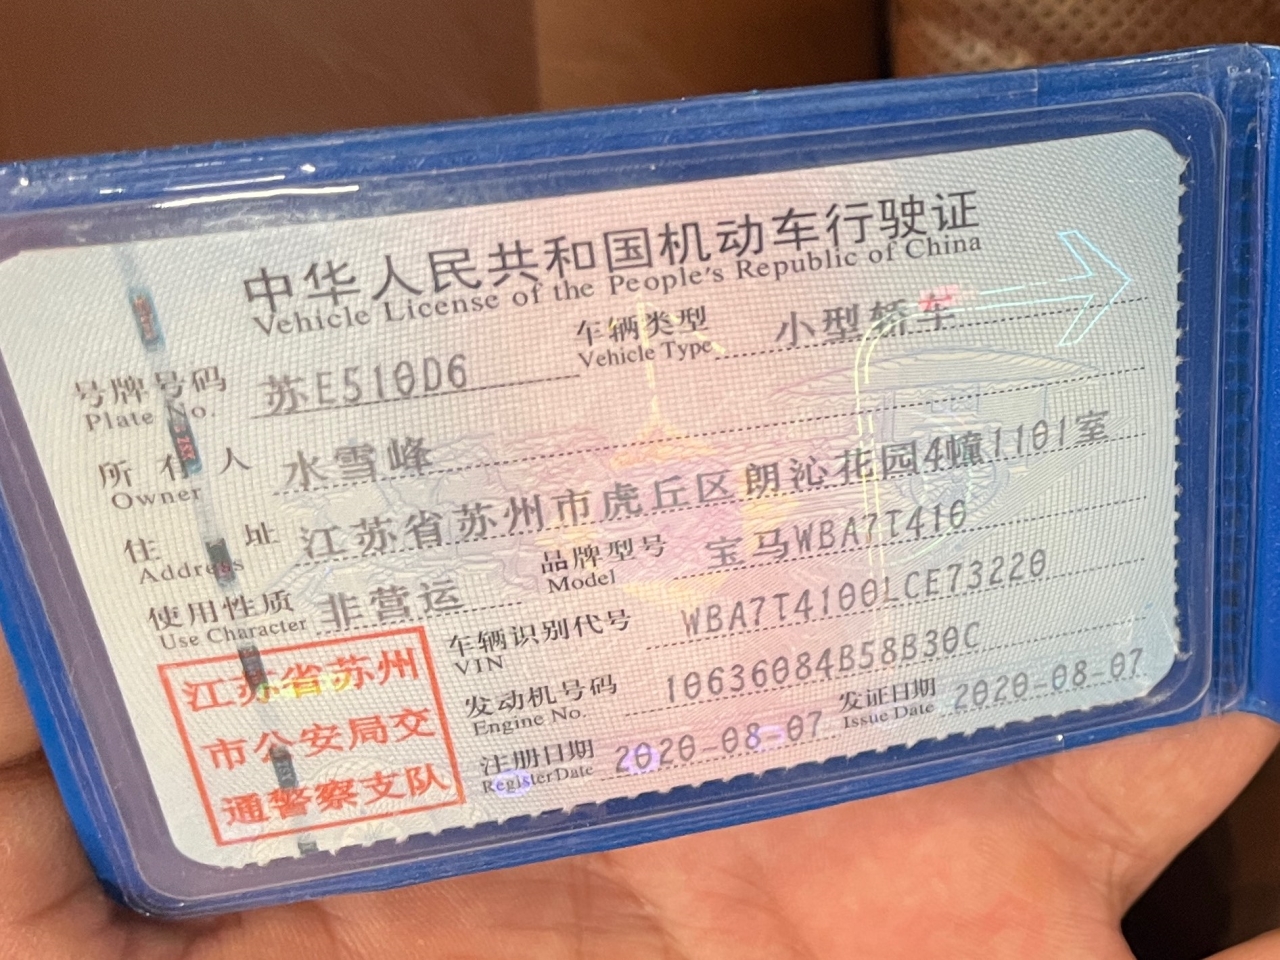 中华人民共和国机动车行驶证
Vehicle License of the People's Republic of China
号牌号码 苏E510D6 车辆类型 小型轿车
Plate No. Vehicle Type
所有人 水雪峰
Owner
住址 江苏省苏州市虎丘区朗沁花园4幢1101室
Address
使用性质 非营运 品牌型号 宝马WBA7T410
Use Character Model
车辆识别代号 WBA7T4100LCE73220
VIN
发动机号码 10636084B58B30C
Engine No.
注册日期 2020-08-07 发证日期 2020-08-07
Register Date Issue Date
江苏省苏州
市公安局交
通警察支队